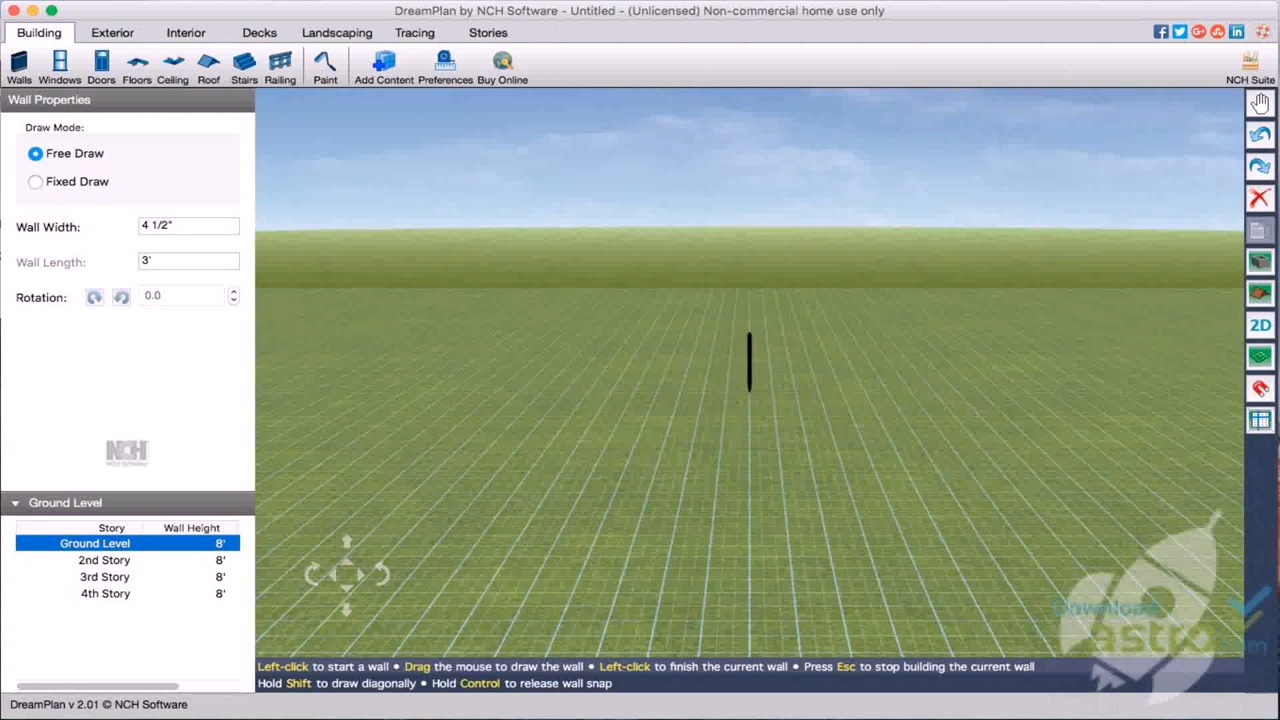 DreamPlan by NCH Software - Untitled - (Unlicensed) Non-commercial home use only
Building Exterior Interior Decks Landscaping Tracing Stories
Walls Windows Doors Floors Ceiling Roof Stairs Railing Paint Add Content Preferences Buy Online NCH Suite
Wall Properties
Draw Mode:
Free Draw
Fixed Draw
Wall Width: 4 1/2"
Wall Length: 3'
Rotation: 0.0
2D
NCH
NCH Software
Ground Level
Story Wall Height
Ground Level 8'
2nd Story 8'
3rd Story 8'
4th Story 8'
Download
astro
.com
Left-click to start a wall • Drag the mouse to draw the wall • Left-click to finish the current wall • Press Esc to stop building the current wall
Hold Shift to draw diagonally • Hold Control to release wall snap
DreamPlan v 2.01 © NCH Software